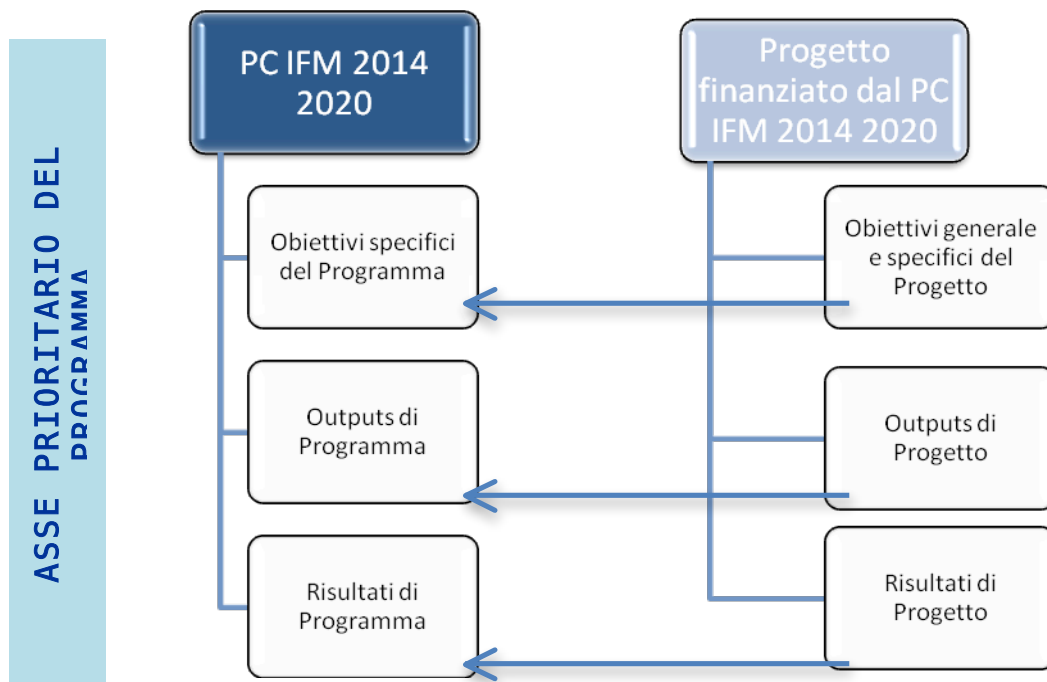 ASSE PRIORITARIO DEL
PROGRAMMA
PC IFM 2014
2020
Obiettivi specifici
del Programma
Outputs di
Programma
Risultati di
Programma
Progetto
finanziato dal PC
IFM 2014 2020
Obiettivi generale
e specifici del
Progetto
Outputs di
Progetto
Risultati di
Progetto